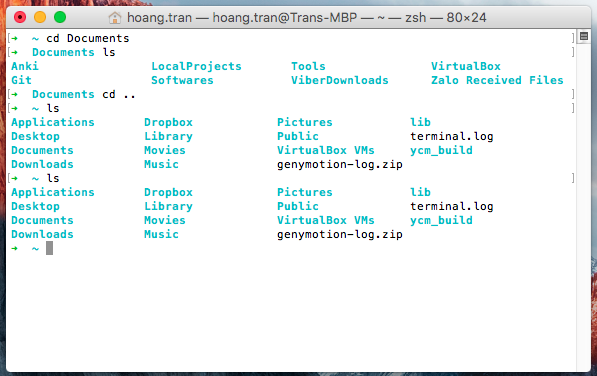 hoang.tran — hoang.tran@Trans-MBP — ~ — zsh — 80×24
[➜  ~ cd Documents ]
[➜  Documents ls ]
Anki LocalProjects Tools VirtualBox
Git Softwares ViberDownloads Zalo Received Files
[➜  Documents cd .. ]
[➜  ~ ls ]
Applications Dropbox Pictures lib
Desktop Library Public terminal.log
Documents Movies VirtualBox VMs ycm_build
Downloads Music genymotion-log.zip
[➜  ~ ls ]
Applications Dropbox Pictures lib
Desktop Library Public terminal.log
Documents Movies VirtualBox VMs ycm_build
Downloads Music genymotion-log.zip
➜  ~